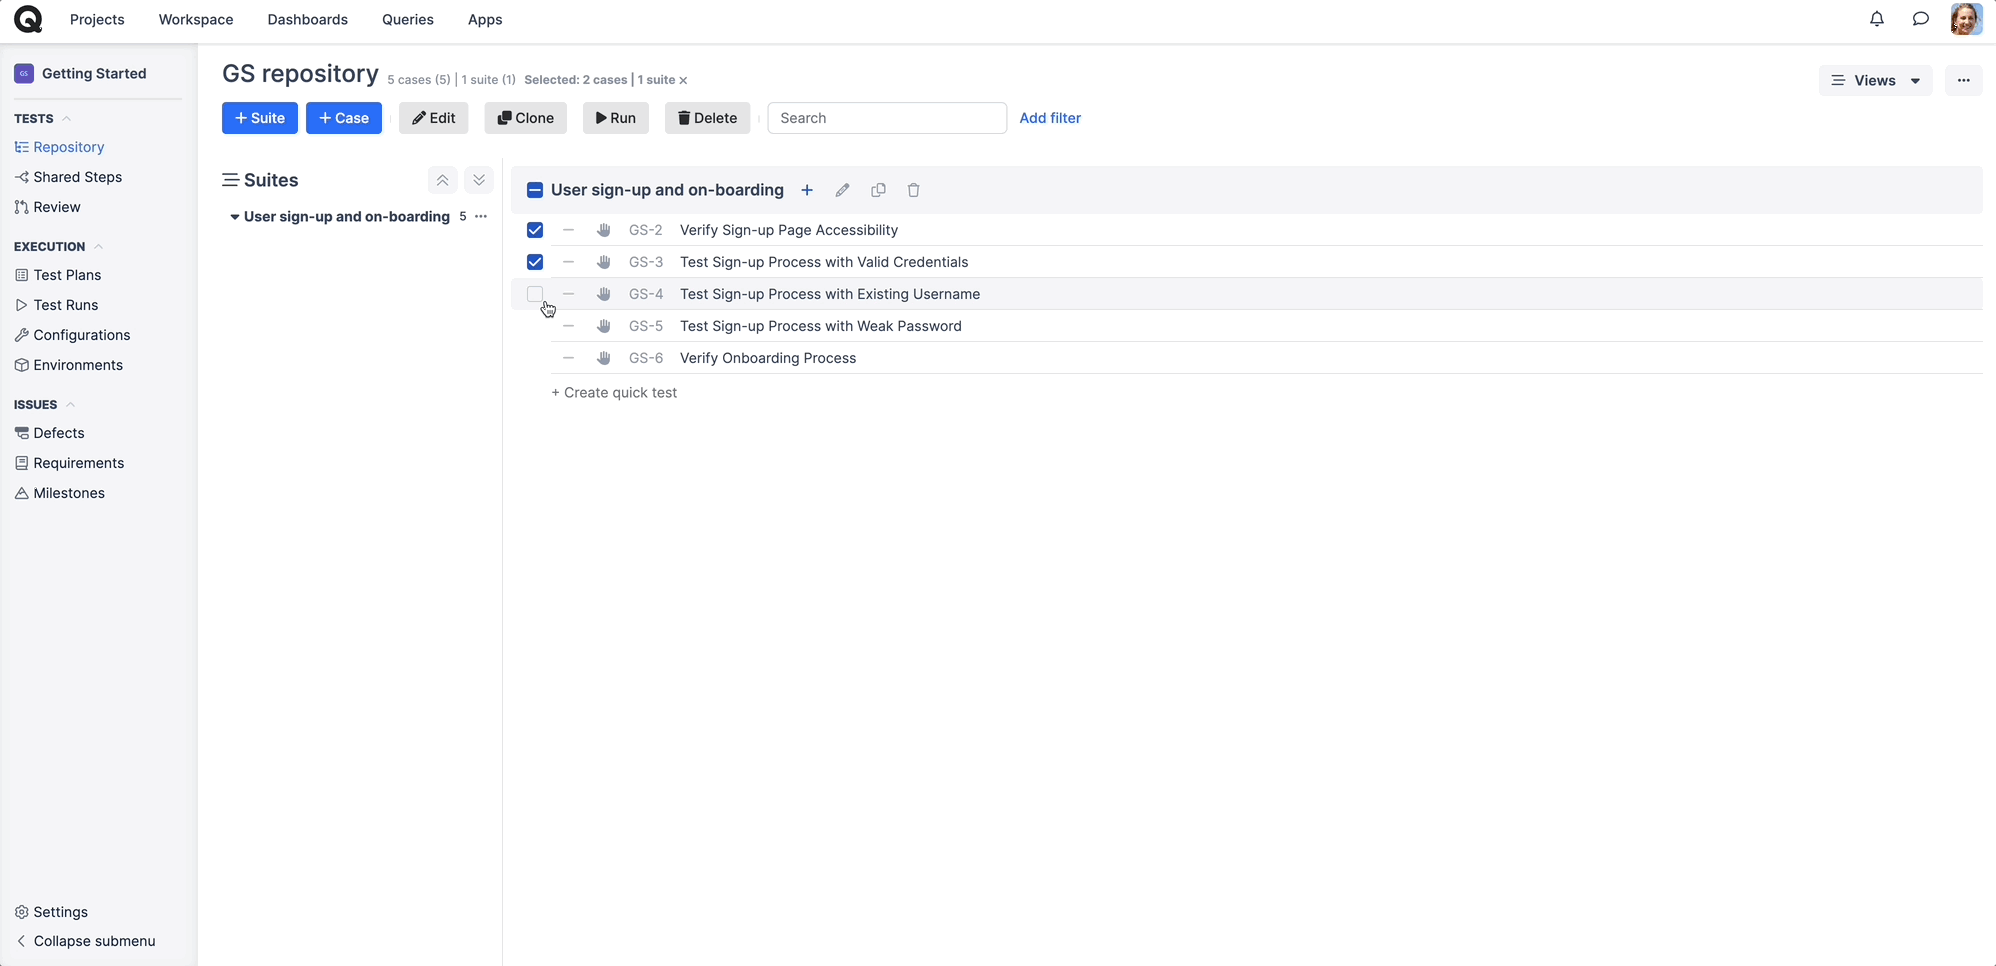 Projects Workspace Dashboards Queries Apps
GS Getting Started
TESTS
Repository
Shared Steps
Review
EXECUTION
Test Plans
Test Runs
Configurations
Environments
ISSUES
Defects
Requirements
Milestones
Settings
Collapse submenu
GS repository 5 cases (5) | 1 suite (1) Selected: 2 cases | 1 suite ×
Views
+ Suite + Case Edit Clone Run Delete Search Add filter
Suites
User sign-up and on-boarding 5
User sign-up and on-boarding
GS-2 Verify Sign-up Page Accessibility
GS-3 Test Sign-up Process with Valid Credentials
GS-4 Test Sign-up Process with Existing Username
GS-5 Test Sign-up Process with Weak Password
GS-6 Verify Onboarding Process
+ Create quick test